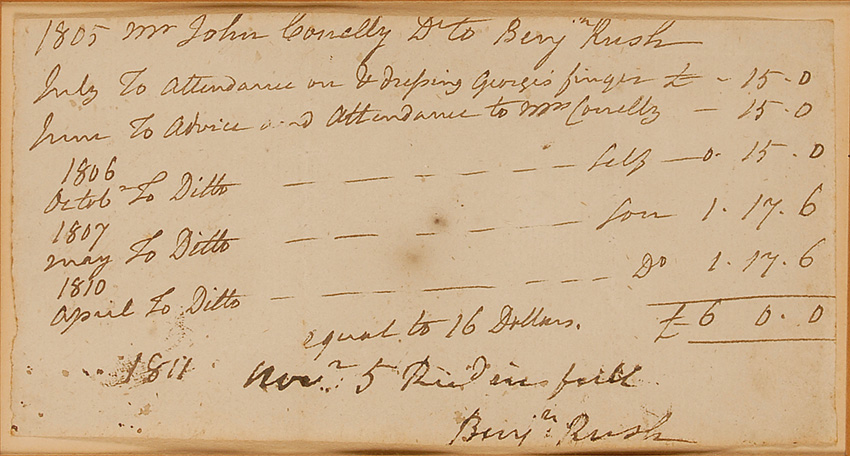 1805 Mr John Conelly Dr to Benjn Rush
July To Attendance on & dressing Georges finger £ - 15 - 0
June To Advice and Attendance to Mrs Conelly - 15 - 0
1806
Octobr To Ditto - - - - - - Self - 0 · 15 - 0
1807
May To Ditto - - - - - - Son 1 · 17 · 6
1810
April To Ditto - - - - - - Do 1 · 17 · 6
equal to 16 Dollars. £ 6 0 · 0
1811 Novr: 5 Recd in full
Benjn: Rush